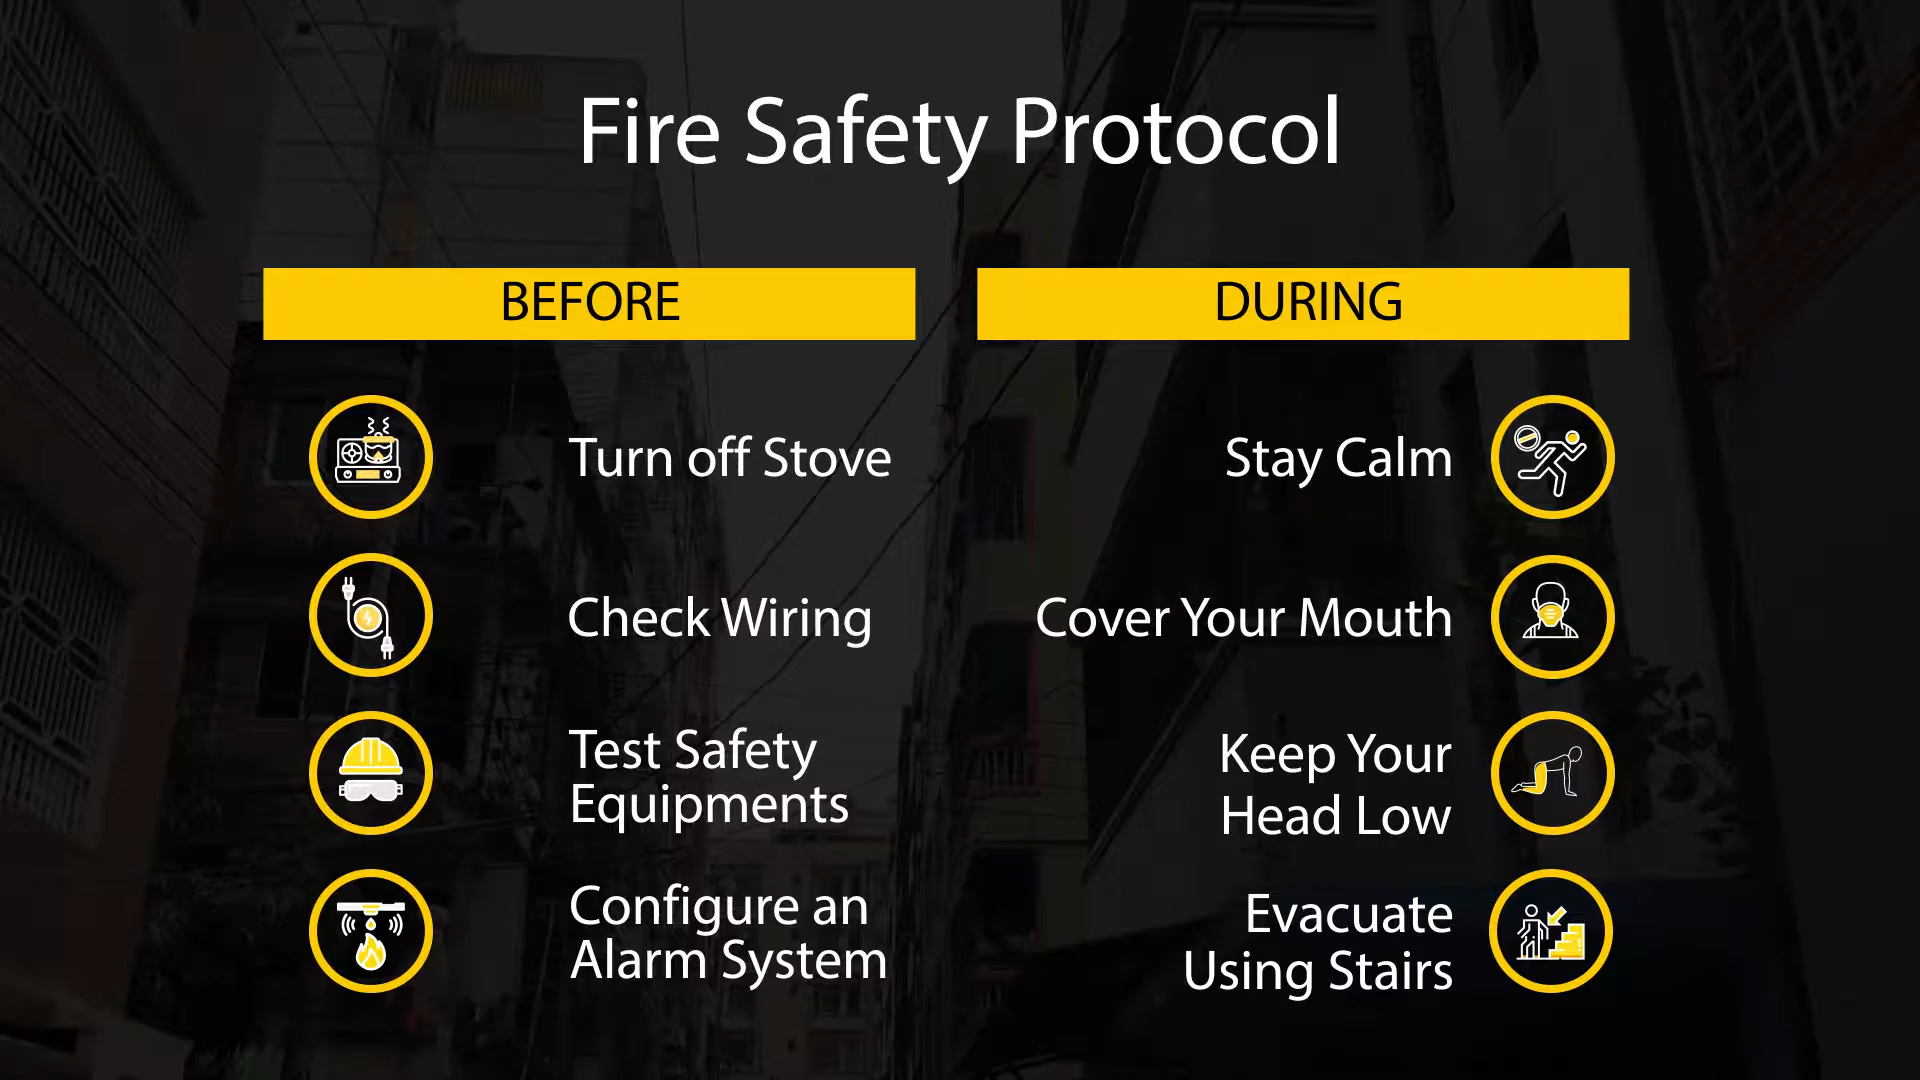 Fire Safety Protocol
BEFORE
Turn off Stove
Check Wiring
Test Safety
Equipments
Configure an
Alarm System
DURING
Stay Calm
Cover Your Mouth
Keep Your
Head Low
Evacuate
Using Stairs